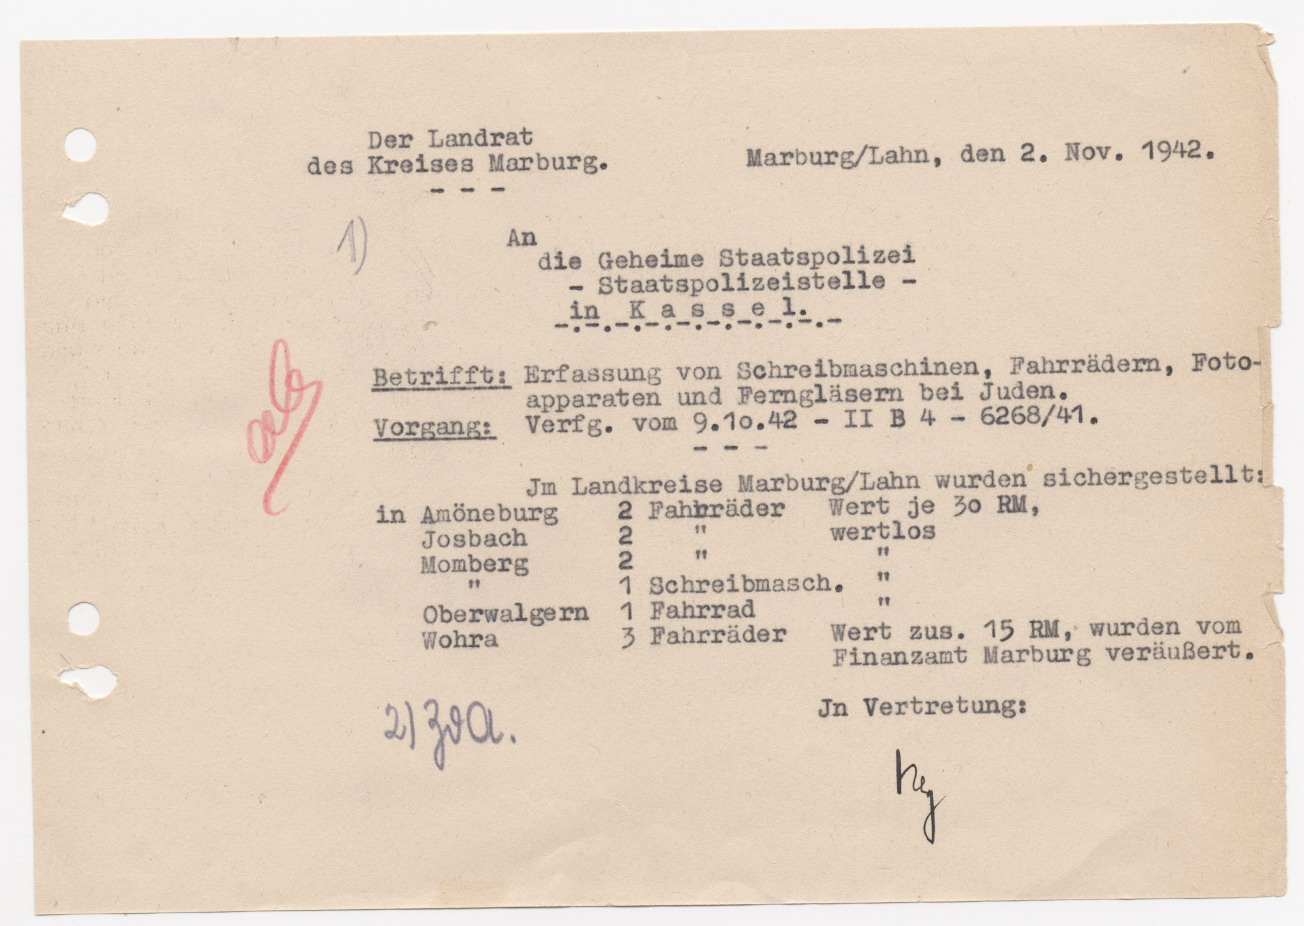 Der Landrat
des Kreises Marburg.
- - -
Marburg/Lahn, den 2. Nov. 1942.
1)
An
die Geheime Staatspolizei
- Staatspolizeistelle -
in K a s s e l.
-.-.-.-.-.-.-.-.-.-
Betrifft: Erfassung von Schreibmaschinen, Fahrrädern, Foto-
apparaten und Ferngläsern bei Juden.
Vorgang: Verfg. vom 9.1o.42 - II B 4 - 6268/41.
- - -
Jm Landkreise Marburg/Lahn wurden sichergestellt:
in Amöneburg 2 Fahrräder Wert je 3o RM,
Josbach 2 " wertlos
Momberg 2 " "
" 1 Schreibmasch. "
Oberwalgern 1 Fahrrad "
Wohra 3 Fahrräder Wert zus. 15 RM, wurden vom
Finanzamt Marburg veräußert.
Jn Vertretung:
2) ZdA.